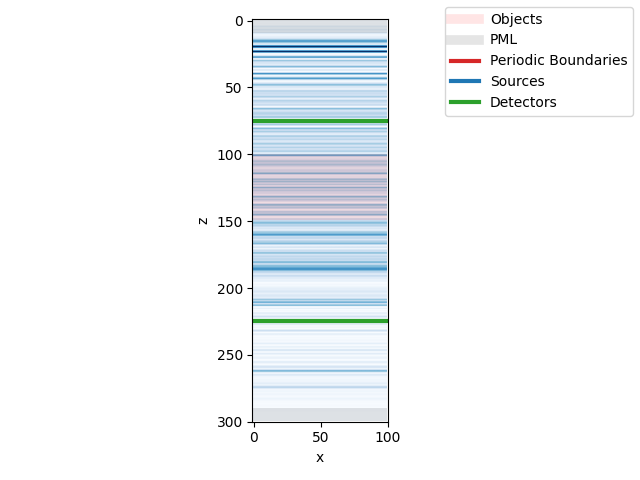 Objects
PML
Periodic Boundaries
Sources
Detectors
0
50
100
150
200
250
300
z
0 50 100
x